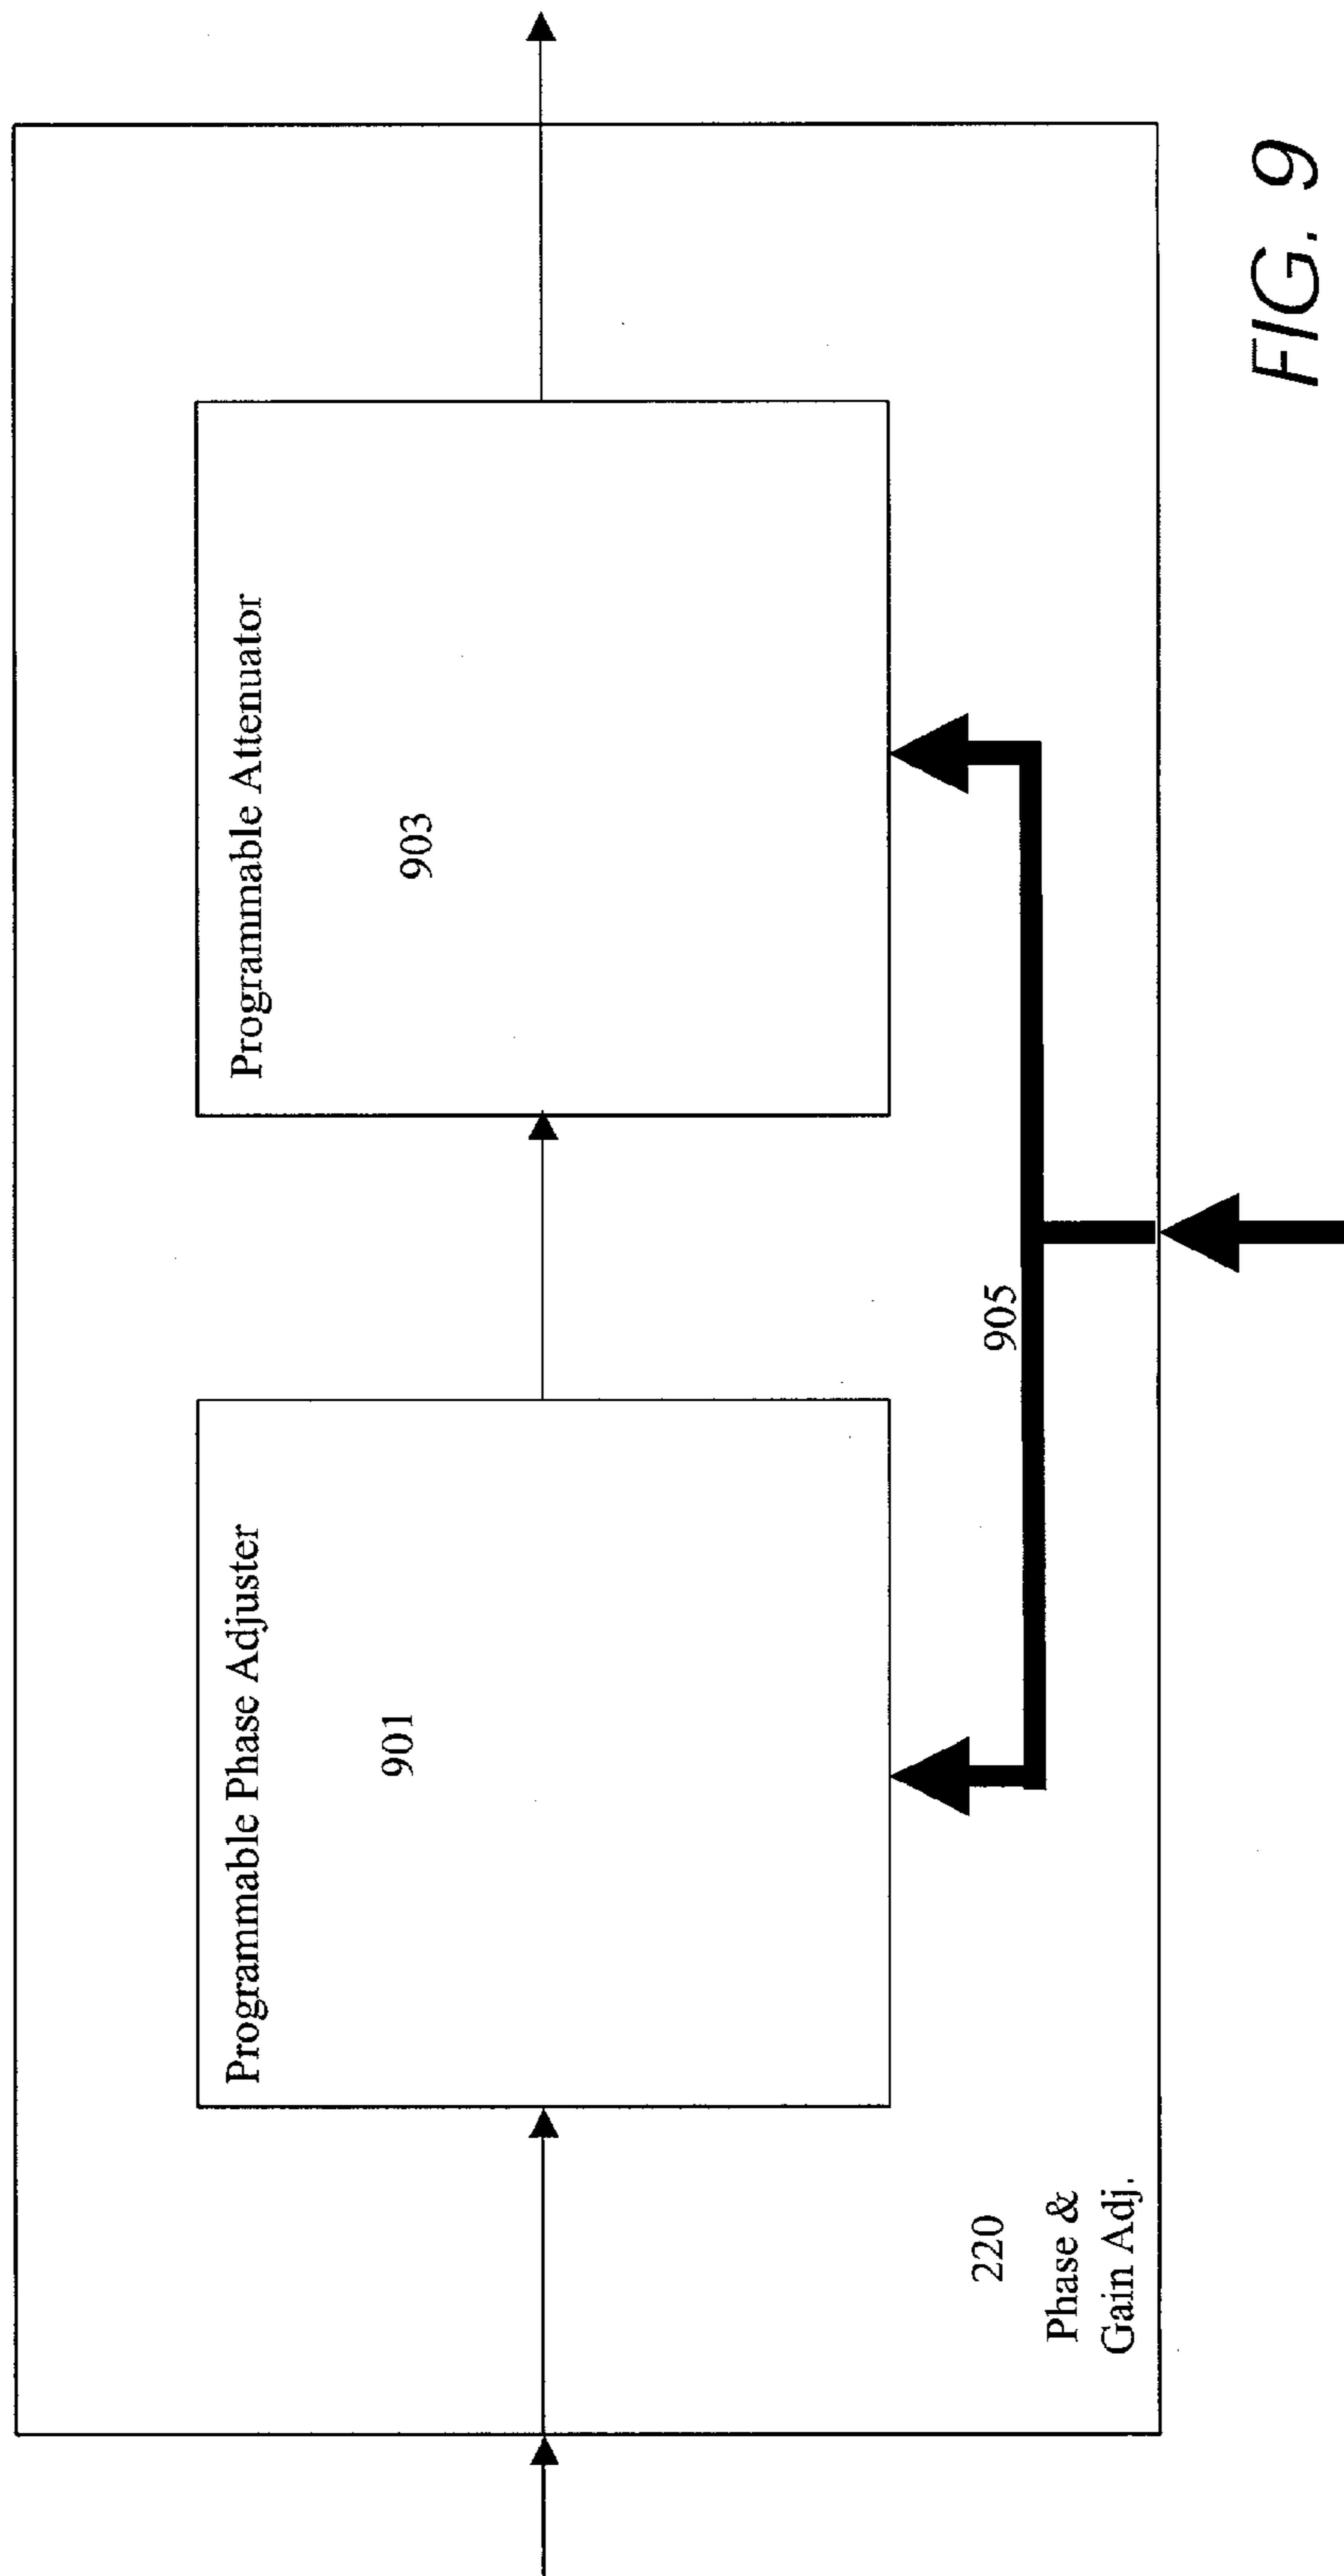 Programmable Phase Adjuster
901
Programmable Attenuator
903
905
220
Phase &
Gain Adj.
FIG. 9